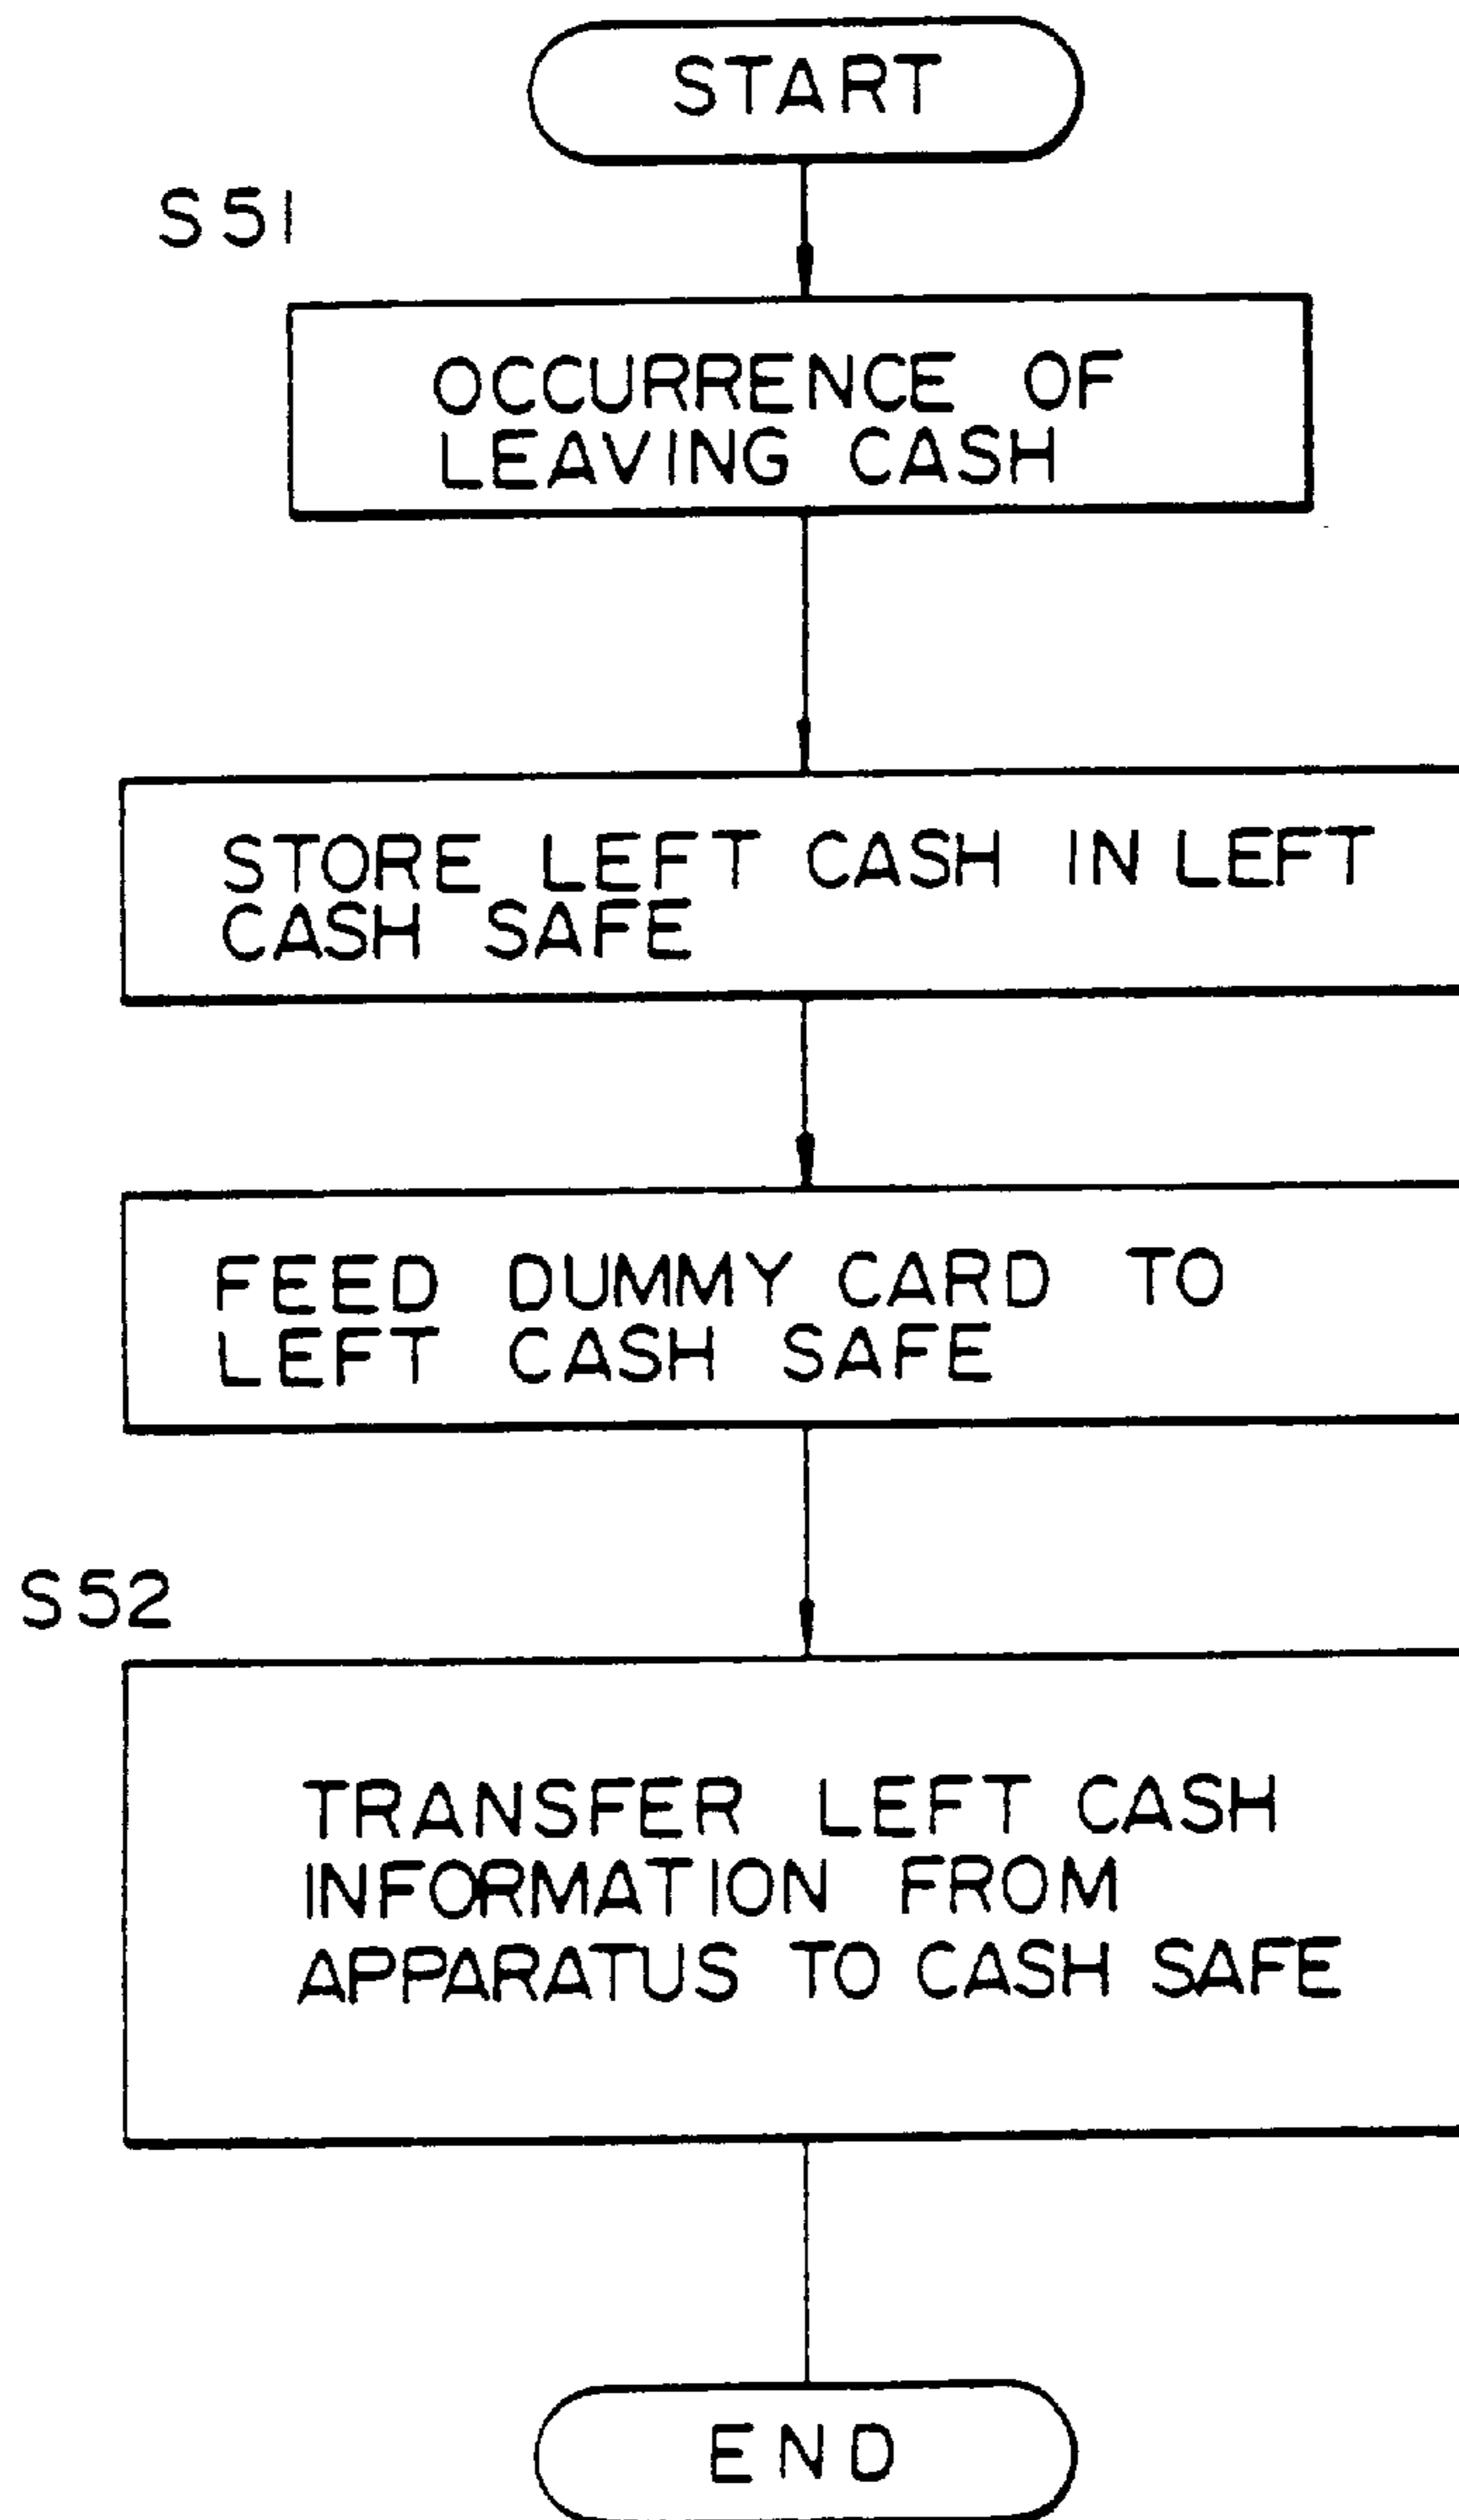 START
S51
OCCURRENCE OF
LEAVING CASH
STORE LEFT CASH IN LEFT
CASH SAFE
FEED DUMMY CARD TO
LEFT CASH SAFE
S52
TRANSFER LEFT CASH
INFORMATION FROM
APPARATUS TO CASH SAFE
END